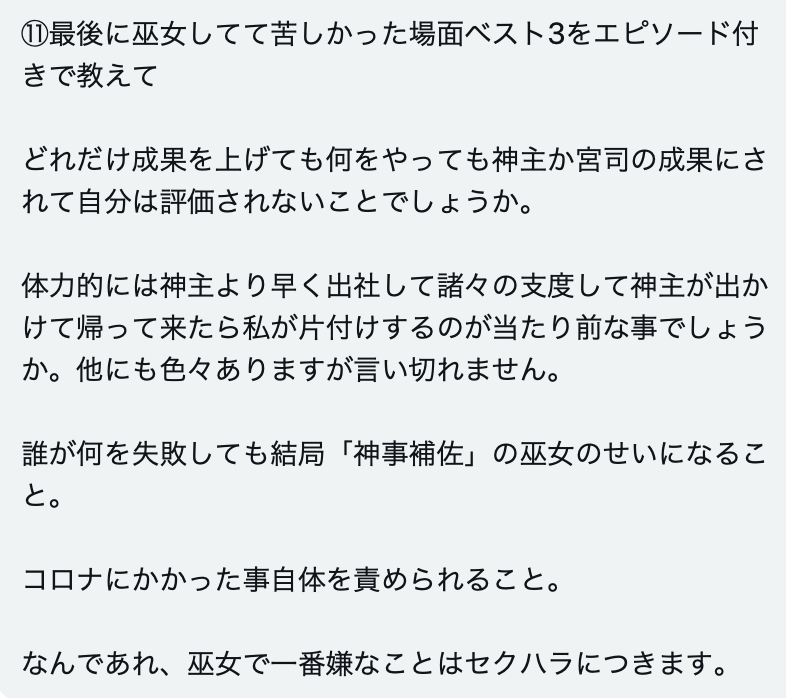 ⑪最後に巫女してて苦しかった場面ベスト3をエピソード付
きで教えて
どれだけ成果を上げても何をやっても神主か宮司の成果にさ
れて自分は評価されないことでしょうか。
体力的には神主より早く出社して諸々の支度して神主が出か
けて帰って来たら私が片付けするのが当たり前な事でしょう
か。他にも色々ありますが言い切れません。
誰が何を失敗しても結局「神事補佐」の巫女のせいになるこ
と。
コロナにかかった事自体を責められること。
なんであれ、巫女で一番嫌なことはセクハラにつきます。